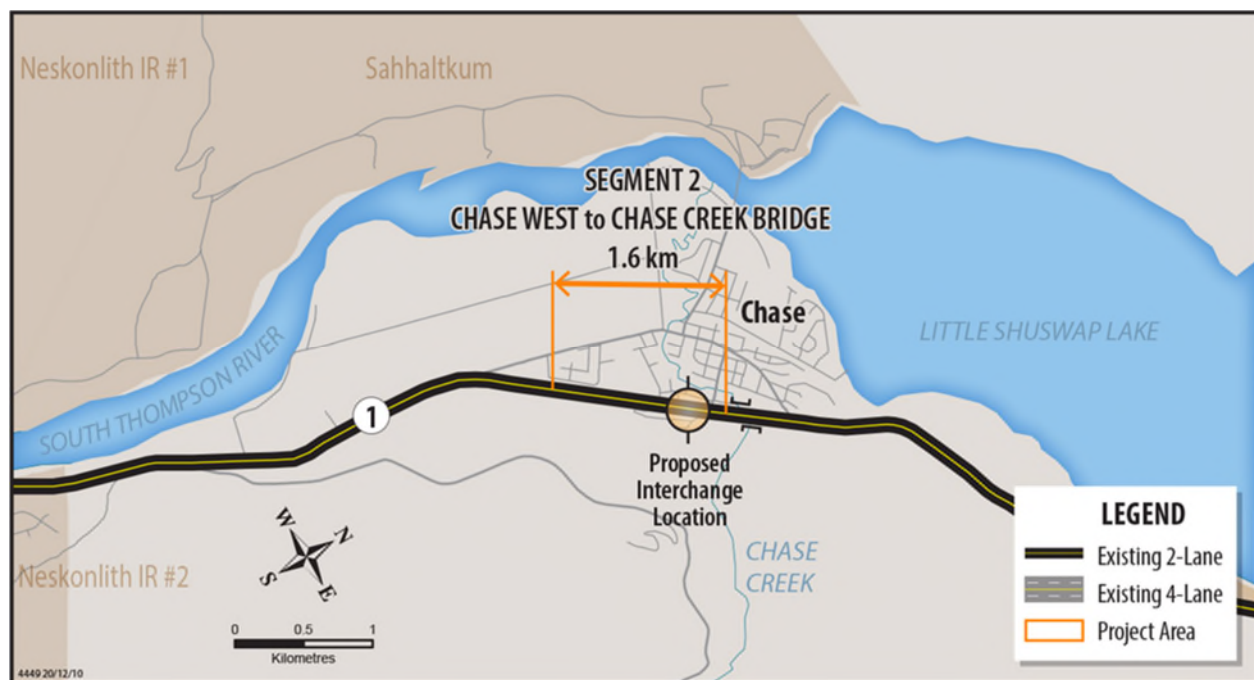 Neskonlith IR #1
Sahhaltkum
SEGMENT 2
CHASE WEST to CHASE CREEK BRIDGE
1.6 km
Chase
LITTLE SHUSWAP LAKE
SOUTH THOMPSON RIVER
1
Proposed
Interchange
Location
CHASE
CREEK
Neskonlith IR #2
W
N
S
E
0 0.5 1
Kilometres
4449 20/12/10
LEGEND
Existing 2-Lane
Existing 4-Lane
Project Area